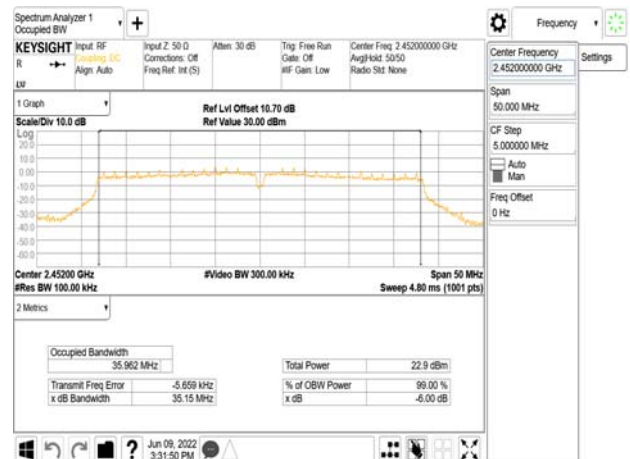 Spectrum Analyzer 1
Occupied BW
Frequency
KEYSIGHT
R
LXI
Input: RF
Coupling: DC
Align: Auto
Input Z: 50 Ω
Corrections: Off
Freq Ref: Int (S)
Atten: 30 dB
Trig: Free Run
Gate: Off
#IF Gain: Low
Center Freq: 2.452000000 GHz
Avg|Hold: 50/50
Radio Std: None
Center Frequency
2.452000000 GHz
Settings
Span
50.000 MHz
CF Step
5.000000 MHz
Auto
Man
Freq Offset
0 Hz
1 Graph
Scale/Div 10.0 dB
Ref Lvl Offset 10.70 dB
Ref Value 30.00 dBm
Log
20.0
10.0
0.00
-10.0
-20.0
-30.0
-40.0
-50.0
-60.0
Center 2.45200 GHz
#Res BW 100.00 kHz
#Video BW 300.00 kHz
Span 50 MHz
Sweep 4.80 ms (1001 pts)
2 Metrics
Occupied Bandwidth
35.962 MHz
Total Power 22.9 dBm
Transmit Freq Error -5.659 kHz
% of OBW Power 99.00 %
x dB Bandwidth 35.15 MHz
x dB -6.00 dB
Jun 09, 2022
3:31:50 PM